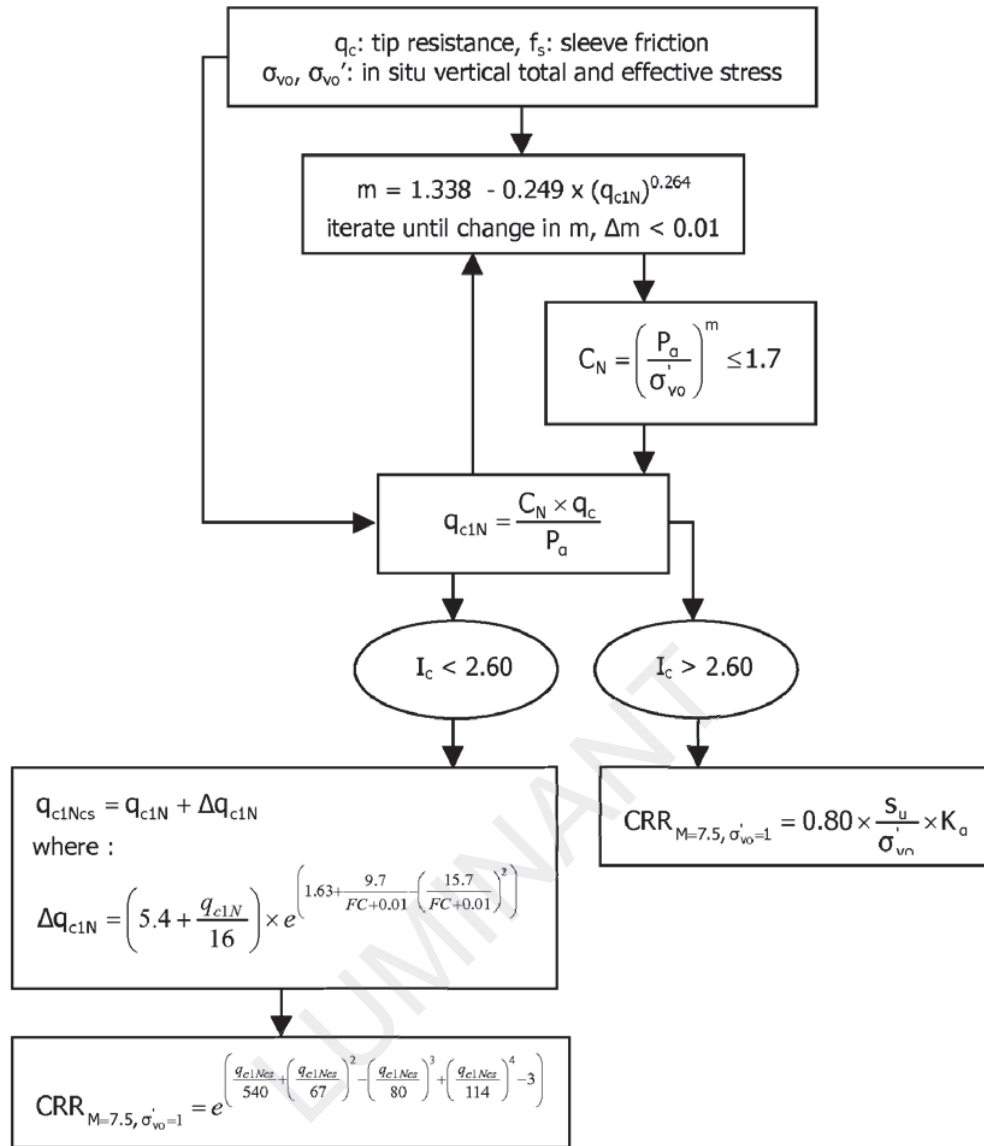 q_c: tip resistance, f_s: sleeve friction
σ_vo, σ_vo′: in situ vertical total and effective stress
m = 1.338 - 0.249 x (q_c1N)^0.264
iterate until change in m, Δm < 0.01
C_N = (P_a / σ'_vo)^m ≤ 1.7
q_c1N = (C_N × q_c) / P_a
I_c < 2.60
I_c > 2.60
q_c1Ncs = q_c1N + Δq_c1N
where :
Δq_c1N = (5.4 + q_c1N / 16) × e^(1.63 + 9.7 / (FC+0.01) - (15.7 / (FC+0.01))^2)
CRR_M=7.5, σ'_vo=1 = 0.80 × s_u / σ'_vo × K_α
CRR_M=7.5, σ'_vo=1 = e^(q_c1Ncs / 540 + (q_c1Ncs / 67)^2 - (q_c1Ncs / 80)^3 + (q_c1Ncs / 114)^4 - 3)
LUMINANT